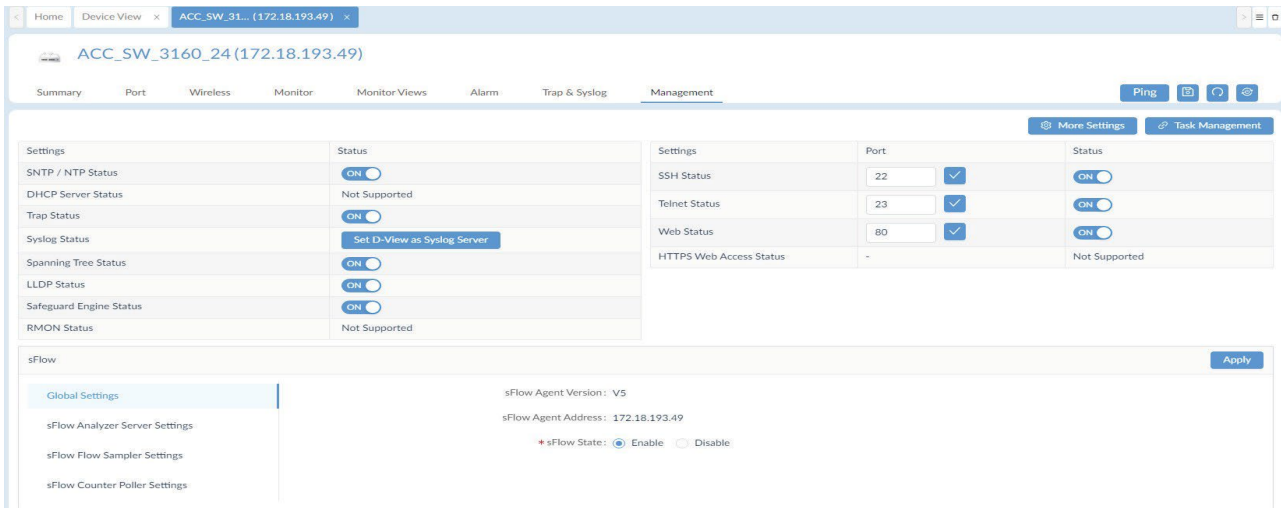 Home Device View × ACC_SW_31... (172.18.193.49) ×
ACC_SW_3160_24 (172.18.193.49)
Summary Port Wireless Monitor Monitor Views Alarm Trap & Syslog Management Ping
More Settings Task Management
Settings Status
SNTP / NTP Status ON
DHCP Server Status Not Supported
Trap Status ON
Syslog Status Set D-View as Syslog Server
Spanning Tree Status ON
LLDP Status ON
Safeguard Engine Status ON
RMON Status Not Supported
Settings Port Status
SSH Status 22 ON
Telnet Status 23 ON
Web Status 80 ON
HTTPS Web Access Status - Not Supported
sFlow Apply
Global Settings
sFlow Analyzer Server Settings
sFlow Flow Sampler Settings
sFlow Counter Poller Settings
sFlow Agent Version : V5
sFlow Agent Address : 172.18.193.49
* sFlow State : Enable Disable